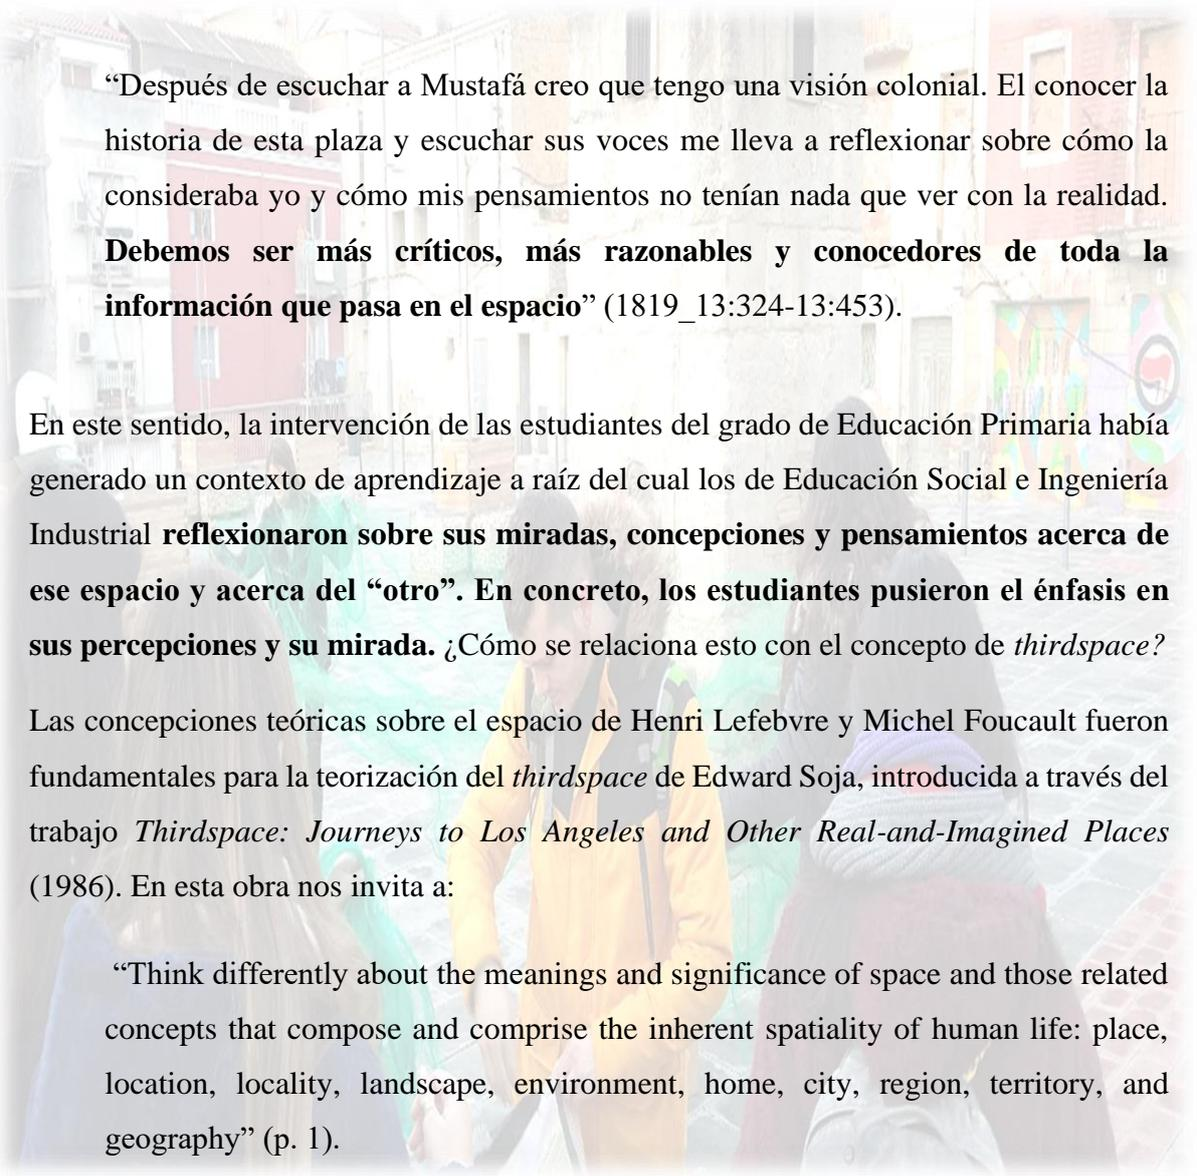 “Después de escuchar a Mustafá creo que tengo una visión colonial. El conocer la
historia de esta plaza y escuchar sus voces me lleva a reflexionar sobre cómo la
consideraba yo y cómo mis pensamientos no tenían nada que ver con la realidad.
Debemos ser más críticos, más razonables y conocedores de toda la
información que pasa en el espacio” (1819_13:324-13:453).
En este sentido, la intervención de las estudiantes del grado de Educación Primaria había
generado un contexto de aprendizaje a raíz del cual los de Educación Social e Ingeniería
Industrial reflexionaron sobre sus miradas, concepciones y pensamientos acerca de
ese espacio y acerca del “otro”. En concreto, los estudiantes pusieron el énfasis en
sus percepciones y su mirada. ¿Cómo se relaciona esto con el concepto de thirdspace?
Las concepciones teóricas sobre el espacio de Henri Lefebvre y Michel Foucault fueron
fundamentales para la teorización del thirdspace de Edward Soja, introducida a través del
trabajo Thirdspace: Journeys to Los Angeles and Other Real-and-Imagined Places
(1986). En esta obra nos invita a:
“Think differently about the meanings and significance of space and those related
concepts that compose and comprise the inherent spatiality of human life: place,
location, locality, landscape, environment, home, city, region, territory, and
geography” (p. 1).